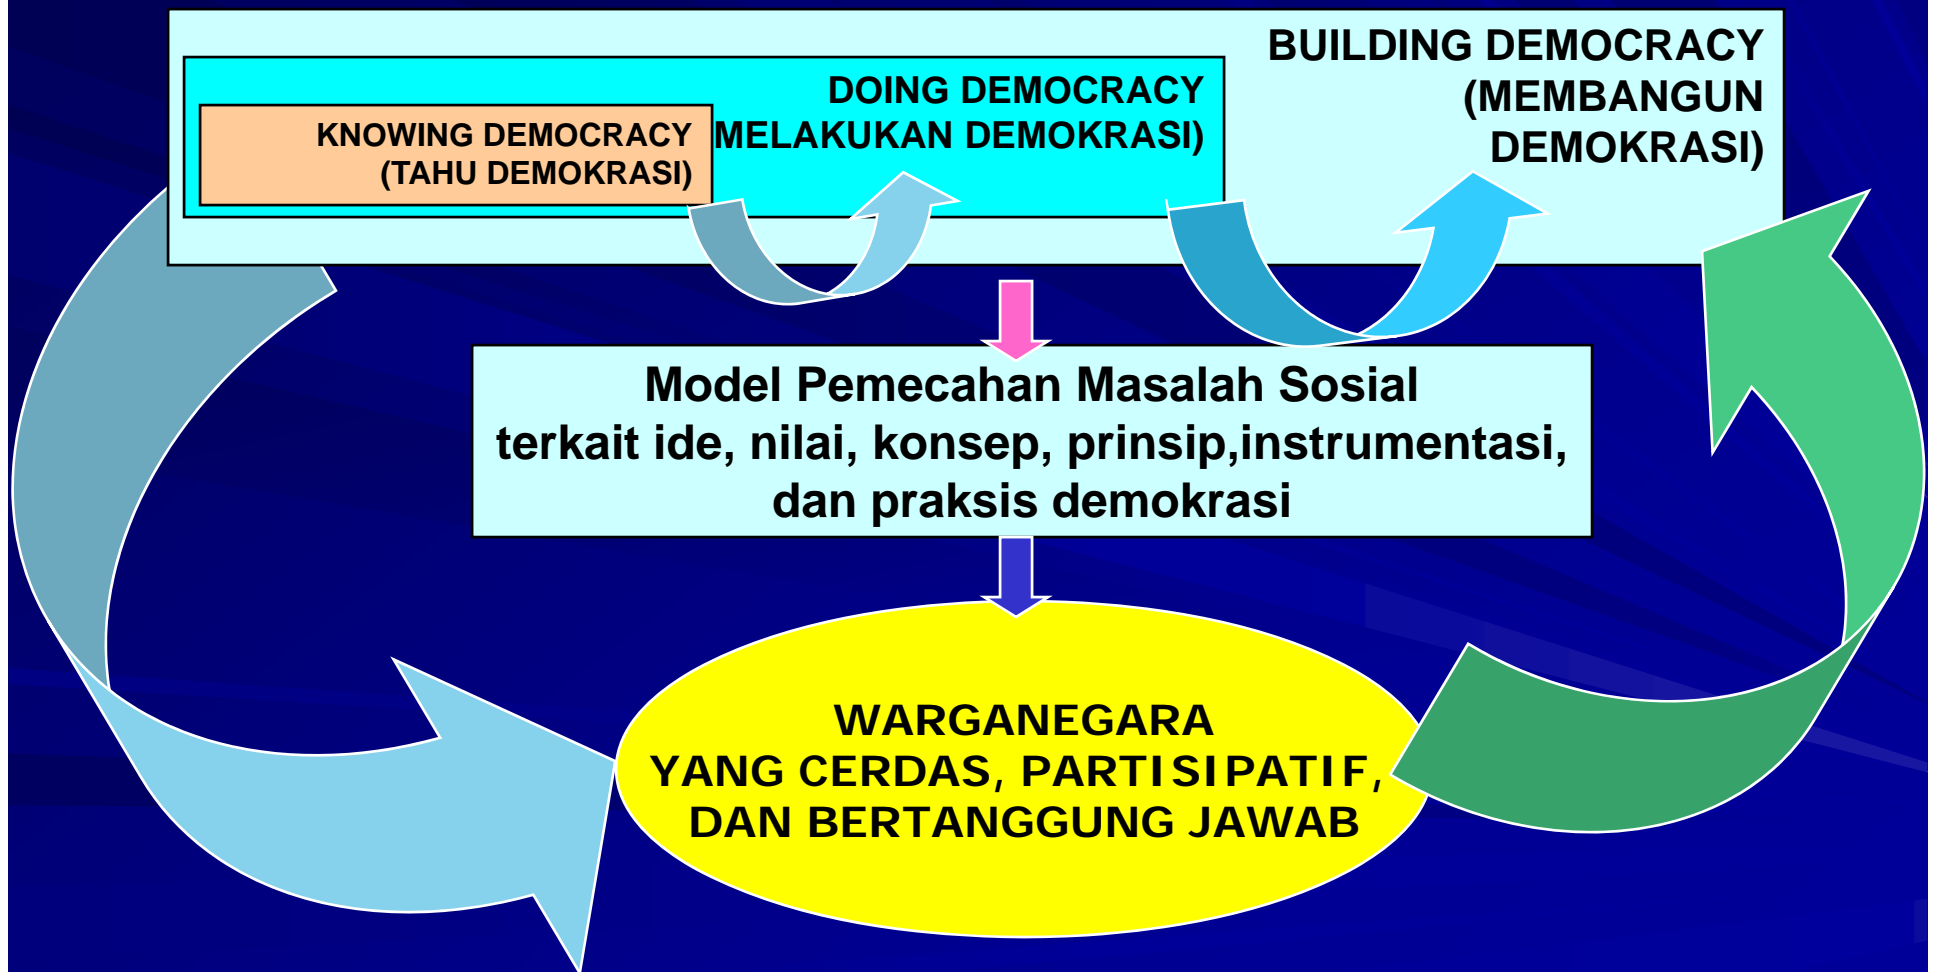 BUILDING DEMOCRACY
(MEMBANGUN
DEMOKRASI)
DOING DEMOCRACY
MELAKUKAN DEMOKRASI)
KNOWING DEMOCRACY
(TAHU DEMOKRASI)
Model Pemecahan Masalah Sosial
terkait ide, nilai, konsep, prinsip,instrumentasi,
dan praksis demokrasi
WARGANEGARA
YANG CERDAS, PARTISIPATIF,
DAN BERTANGGUNG JAWAB